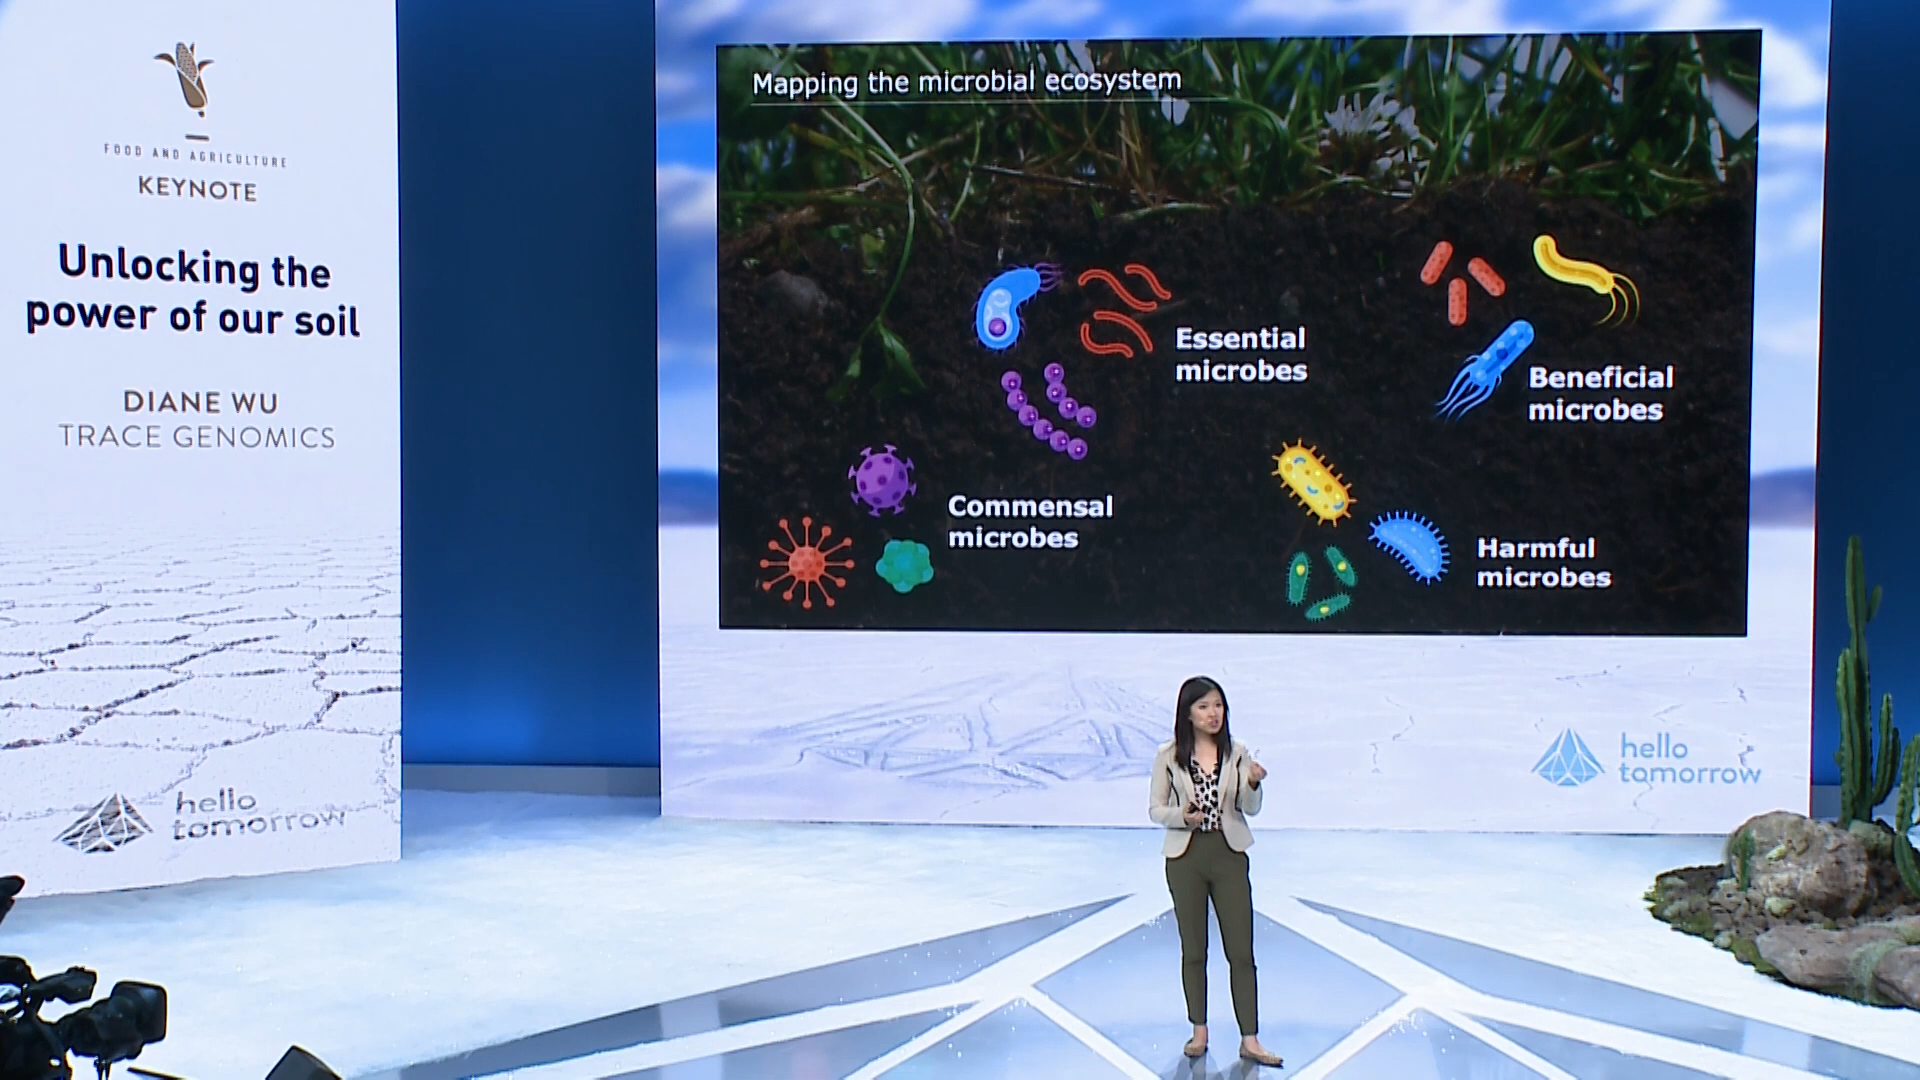 FOOD AND AGRICULTURE
KEYNOTE
Unlocking the
power of our soil
DIANE WU
TRACE GENOMICS
hello
tomorrow
Mapping the microbial ecosystem
Essential
microbes
Beneficial
microbes
Commensal
microbes
Harmful
microbes
hello
tomorrow